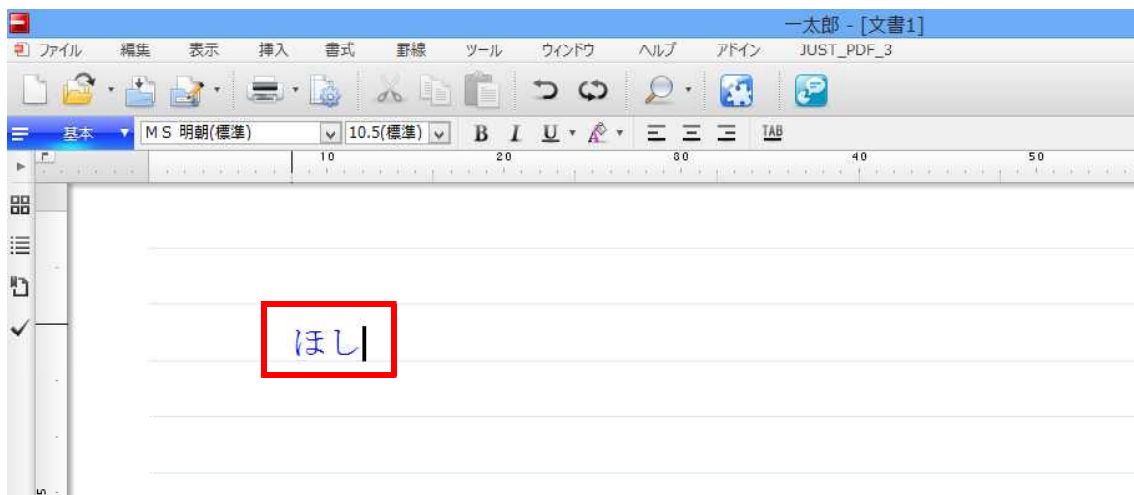 一太郎 - [文書1]
ファイル 編集 表示 挿入 書式 罫線 ツール ウィンドウ ヘルプ アドイン JUST_PDF_3
基本 MS 明朝(標準) 10.5(標準) B I U A TAB
10 20 30 40 50
ほし
5